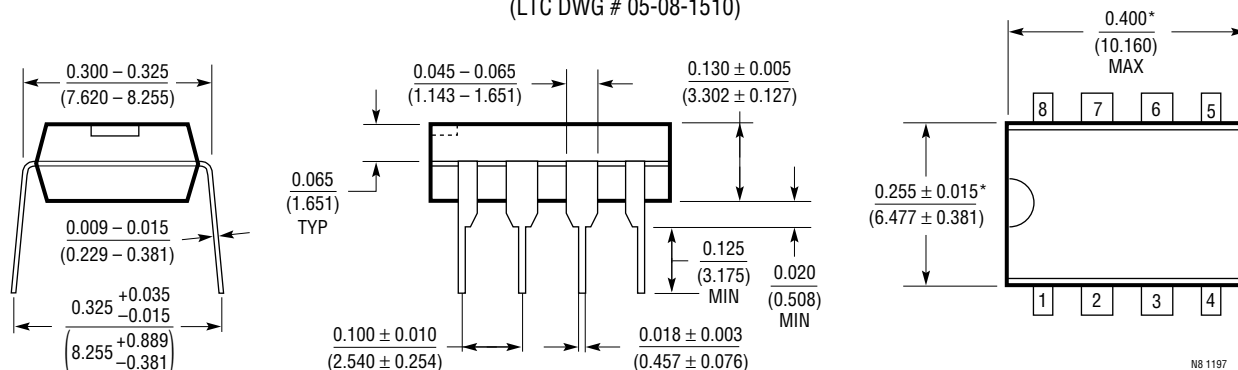 (LTC DWG # 05-08-1510)
0.300 – 0.325
(7.620 – 8.255)
0.009 – 0.015
(0.229 – 0.381)
0.325 +0.035 –0.015
(8.255 +0.889 –0.381)
0.045 – 0.065
(1.143 – 1.651)
0.130 ± 0.005
(3.302 ± 0.127)
0.065
(1.651)
TYP
0.125
(3.175)
MIN
0.020
(0.508)
MIN
0.100 ± 0.010
(2.540 ± 0.254)
0.018 ± 0.003
(0.457 ± 0.076)
0.400*
(10.160)
MAX
8 7 6 5
0.255 ± 0.015*
(6.477 ± 0.381)
1 2 3 4
N8 1197